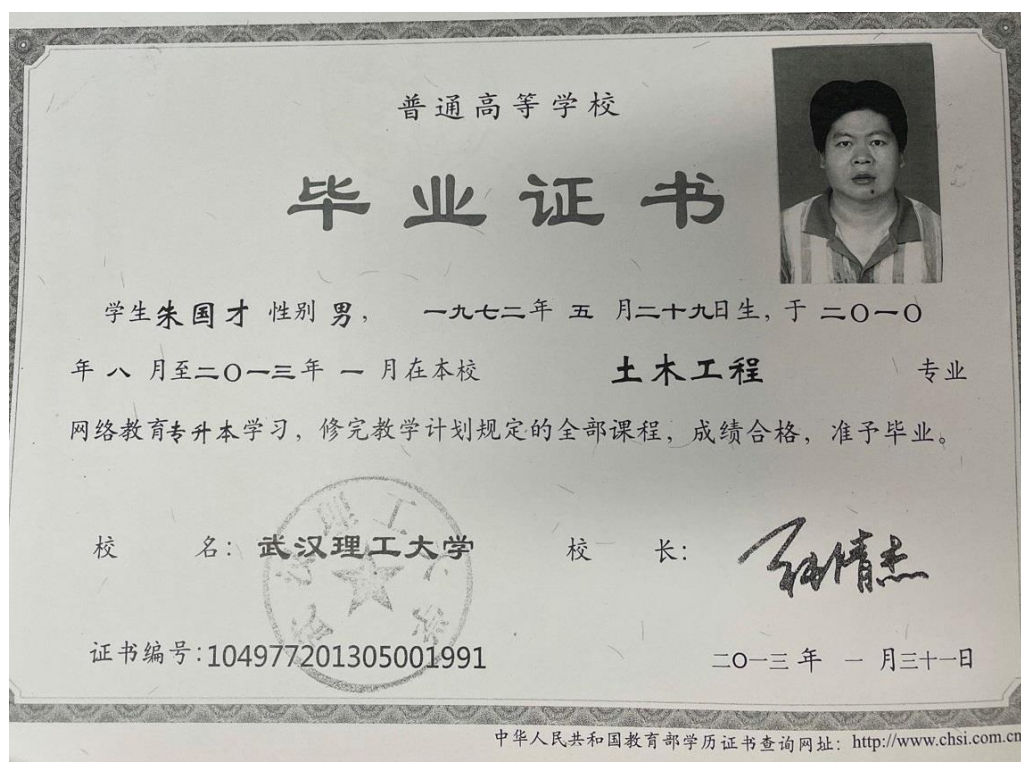 普通高等学校
毕业证书
学生朱国才 性别 男， 一九七二年 五 月二十九日生，于 二〇一〇
年 八 月至二〇一三年 一 月在本校 土木工程 专业
网络教育专升本学习，修完教学计划规定的全部课程，成绩合格，准予毕业。
校 名：武汉理工大学 校 长：
证书编号：104977201305001991 二〇一三 年 一 月三十一日
中华人民共和国教育部学历证书查询网址：http://www.chsi.com.cn